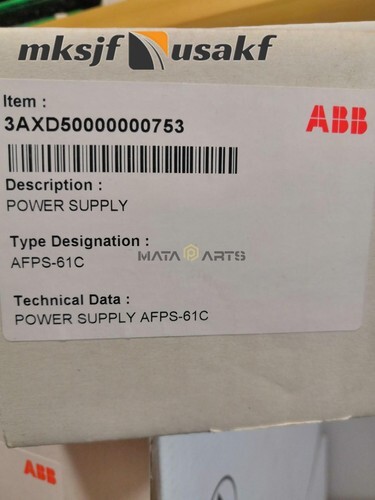 mksjf usakf
Item :
3AXD50000000753
ABB
Description :
POWER SUPPLY
Type Designation :
AFPS-61C
MATA PARTS
Technical Data :
POWER SUPPLY AFPS-61C
ABB